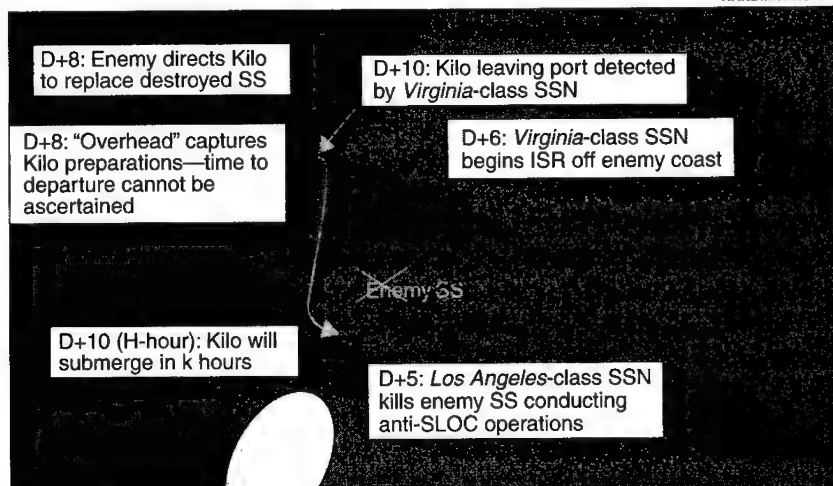 D+8: Enemy directs Kilo
to replace destroyed SS
D+10: Kilo leaving port detected
by Virginia-class SSN
D+8: “Overhead” captures
Kilo preparations—time to
departure cannot be
ascertained
D+6: Virginia-class SSN
begins ISR off enemy coast
Enemy SS
D+10 (H-hour): Kilo will
submerge in k hours
D+5: Los Angeles-class SSN
kills enemy SS conducting
anti-SLOC operations